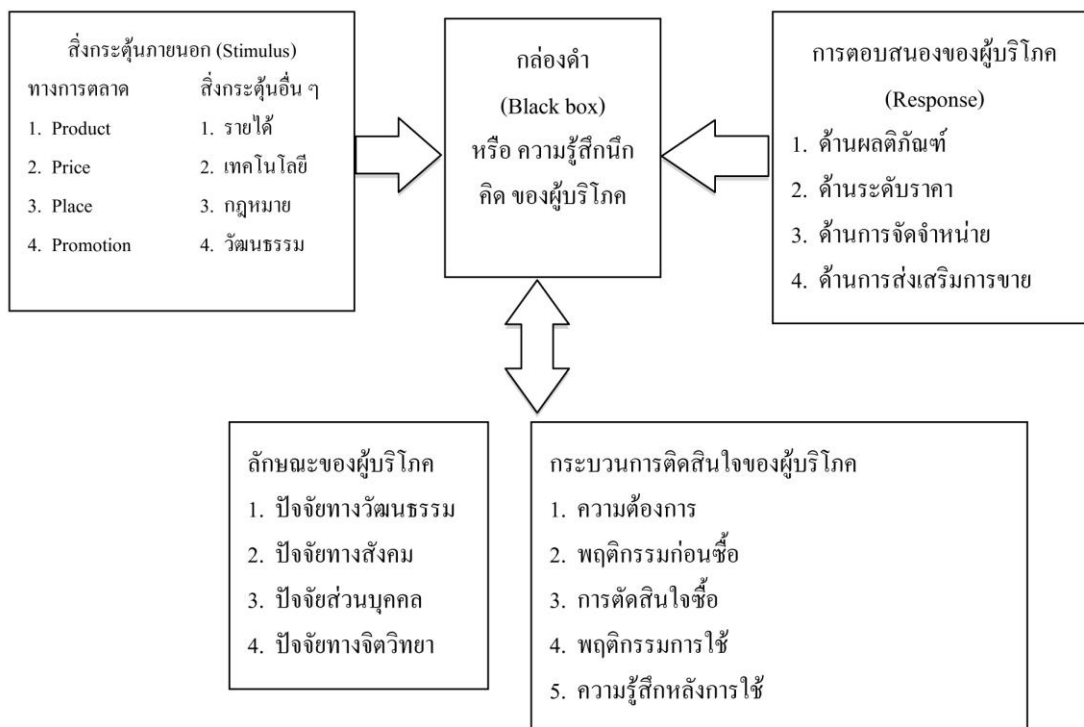 สิ่งกระตุ้นภายนอก (Stimulus)
ทางการตลาด สิ่งกระตุ้นอื่น ๆ
1. Product 1. รายได้
2. Price 2. เทคโนโลยี
3. Place 3. กฎหมาย
4. Promotion 4. วัฒนธรรม
กล่องดำ
(Black box)
หรือ ความรู้สึกนึก
คิด ของผู้บริโภค
การตอบสนองของผู้บริโภค
(Response)
1. ด้านผลติภัณฑ์
2. ด้านระดับราคา
3. ด้านการจัดจำหน่าย
4. ด้านการส่งเสริมการขาย
ลักษณะของผู้บริโภค
1. ปัจจัยทางวัฒนธรรม
2. ปัจจัยทางสังคม
3. ปัจจัยส่วนบุคคล
4. ปัจจัยทางจิตวิทยา
กระบวนการติดสินใจของผู้บริโภค
1. ความต้องการ
2. พฤติกรรมก่อนซื้อ
3. การตัดสินใจซื้อ
4. พฤติกรรมการใช้
5. ความรู้สึกหลังการใช้